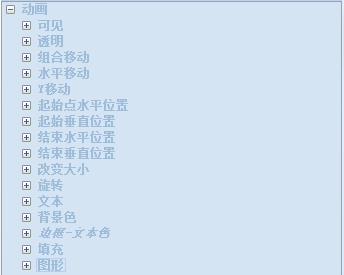 动画
可见
透明
组合移动
水平移动
Y移动
起始点水平位置
起始垂直位置
结束水平位置
结束垂直位置
改变大小
旋转
文本
背景色
边框-文本色
填充
图形